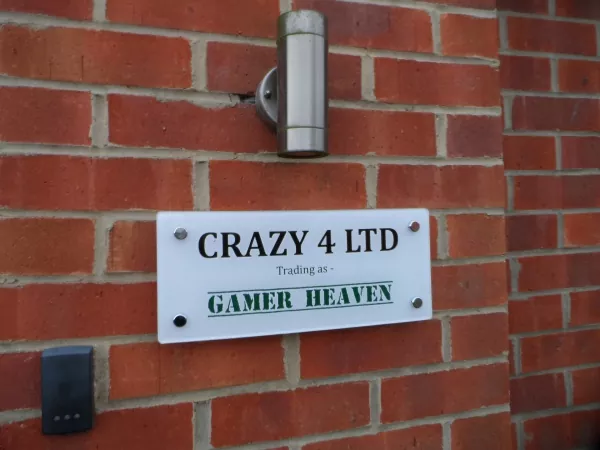 CRAZY 4 LTD
Trading as -
GAMER HEAVEN